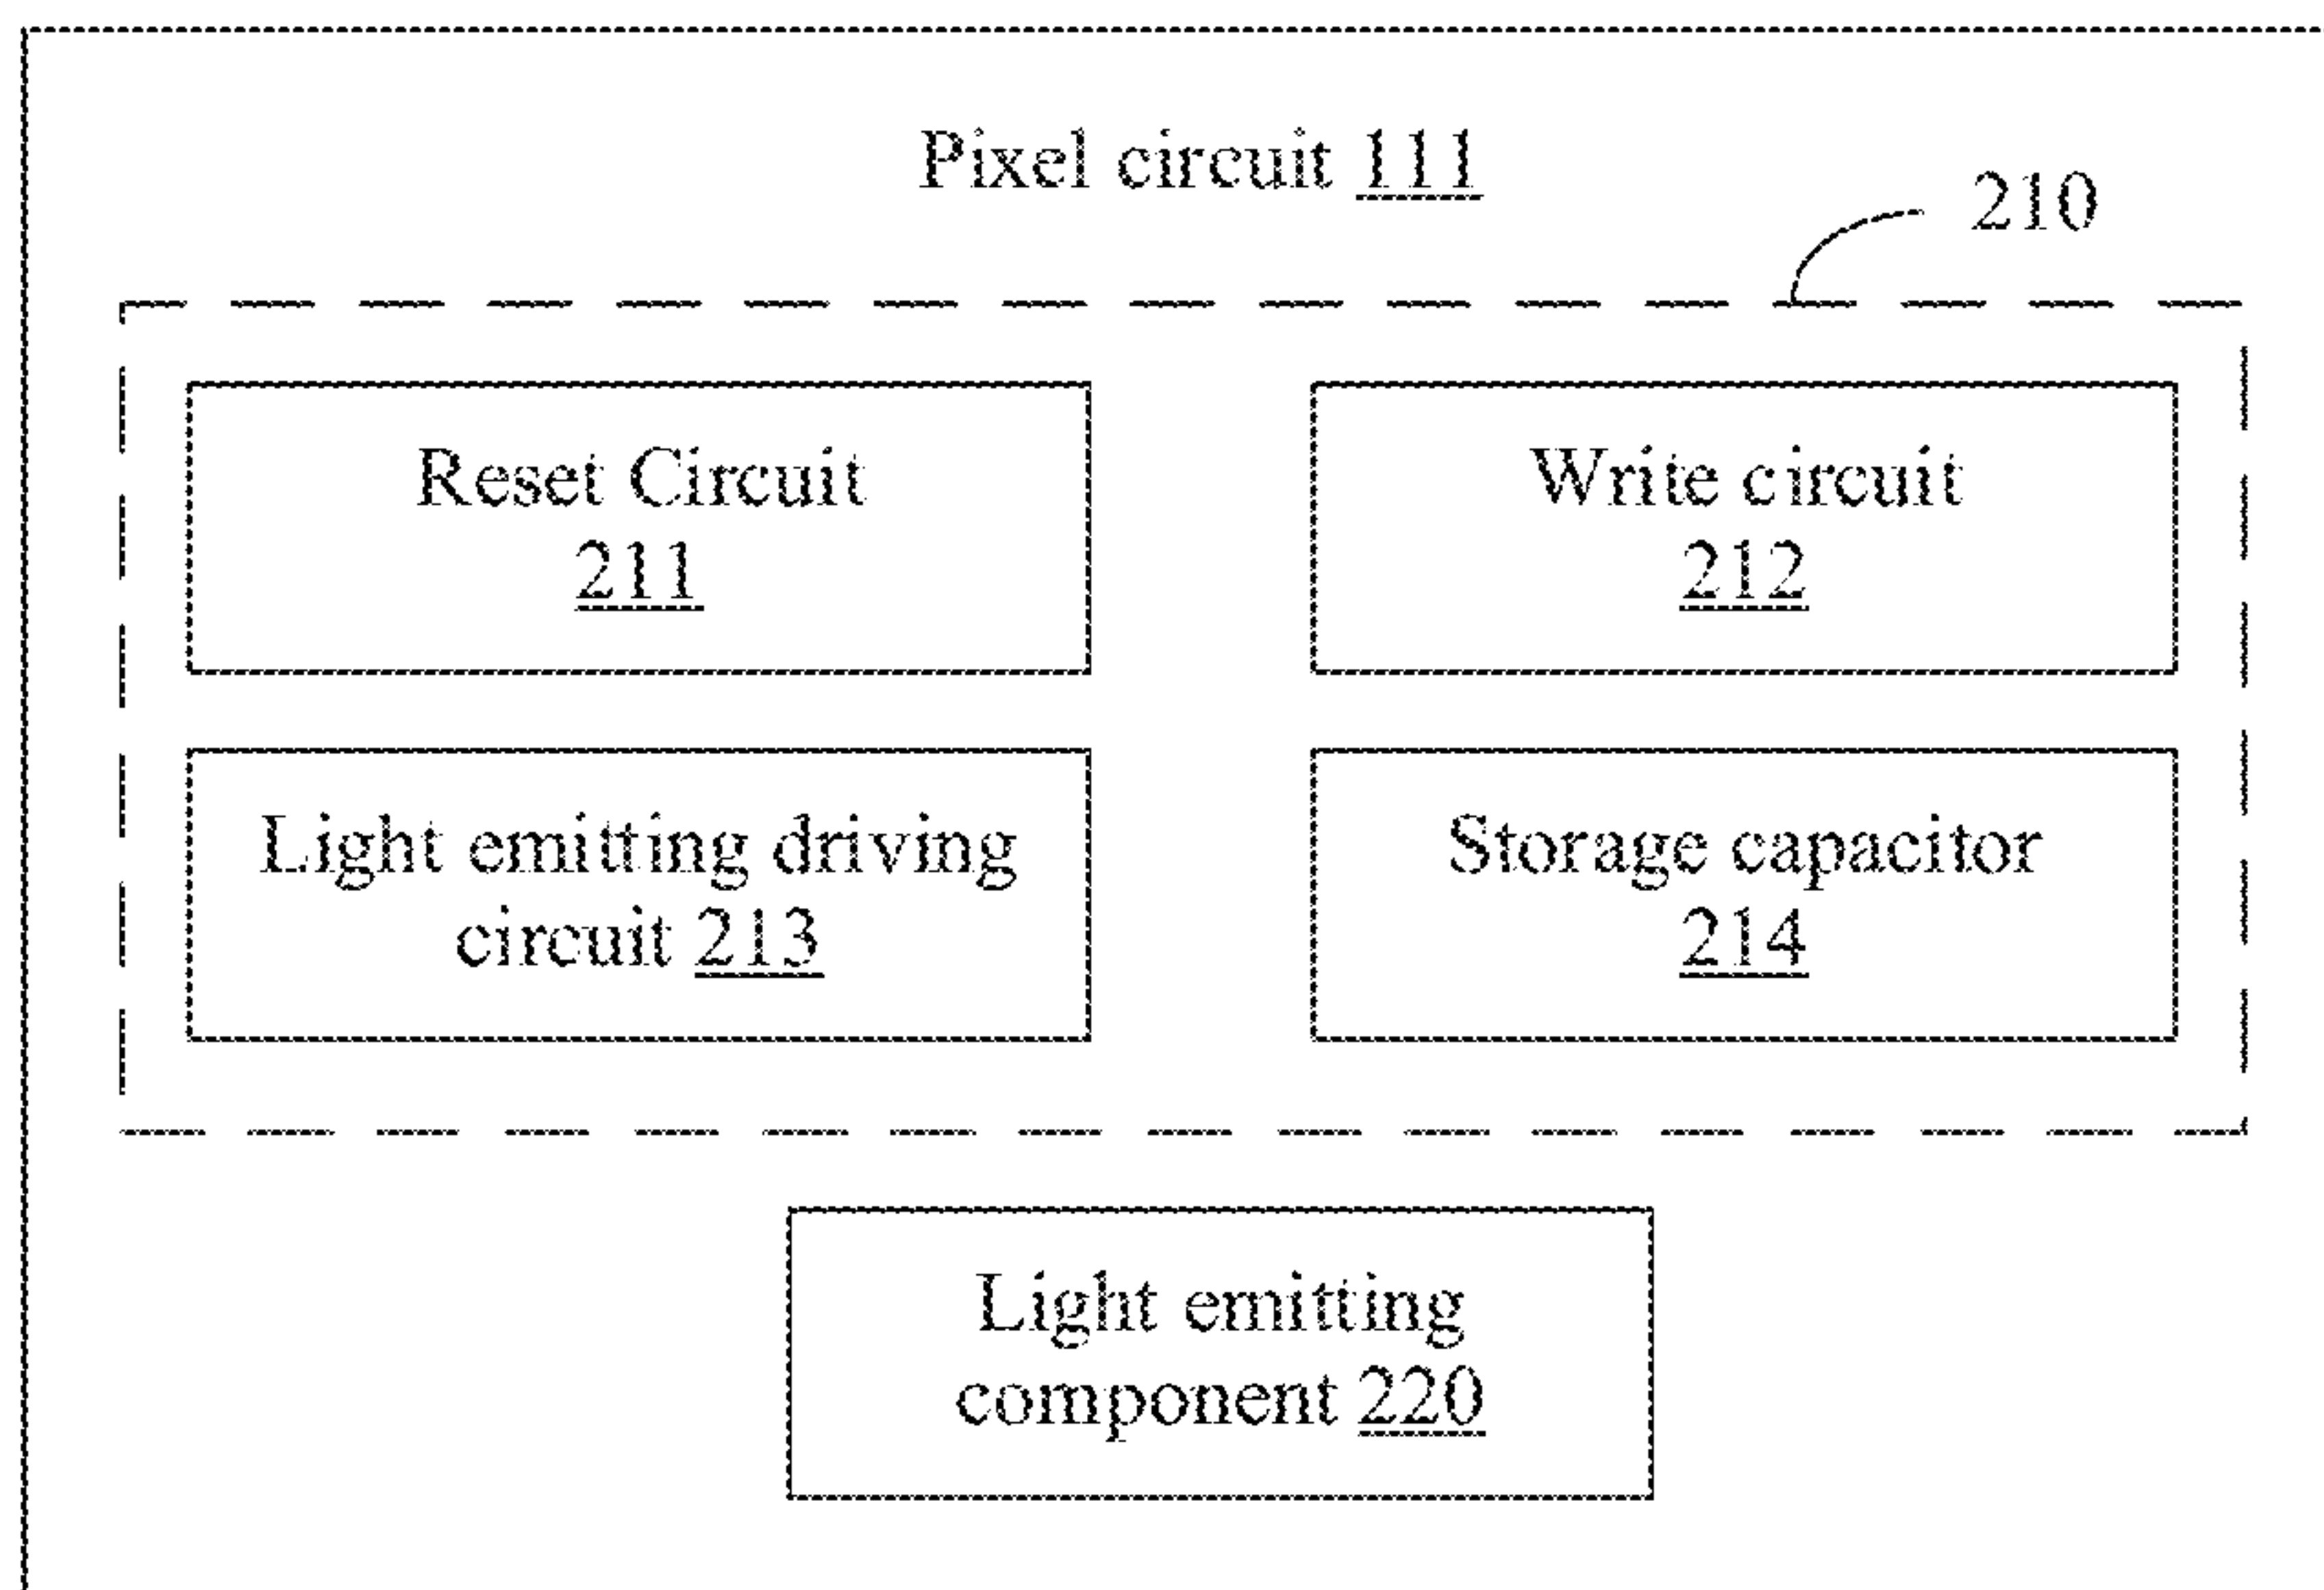 Pixel circuit 111
210
Reset Circuit
211
Write circuit
212
Light emitting driving
circuit 213
Storage capacitor
214
Light emitting
component 220